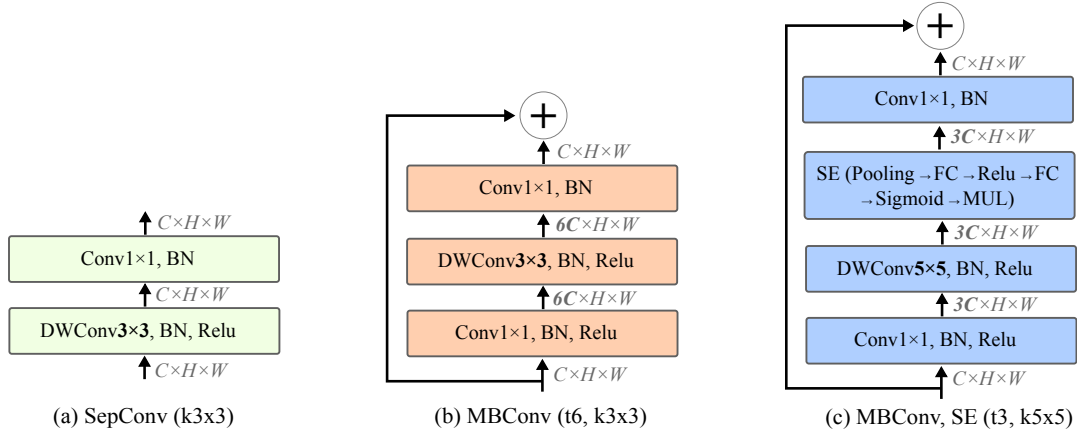 C×H×W
Conv1×1, BN
C×H×W
DWConv3×3, BN, Relu
C×H×W
(a) SepConv (k3x3)
+
C×H×W
Conv1×1, BN
6C×H×W
DWConv3×3, BN, Relu
6C×H×W
Conv1×1, BN, Relu
C×H×W
(b) MBConv (t6, k3x3)
+
C×H×W
Conv1×1, BN
3C×H×W
SE (Pooling→FC→Relu→FC
→Sigmoid→MUL)
3C×H×W
DWConv5×5, BN, Relu
3C×H×W
Conv1×1, BN, Relu
C×H×W
(c) MBConv, SE (t3, k5x5)